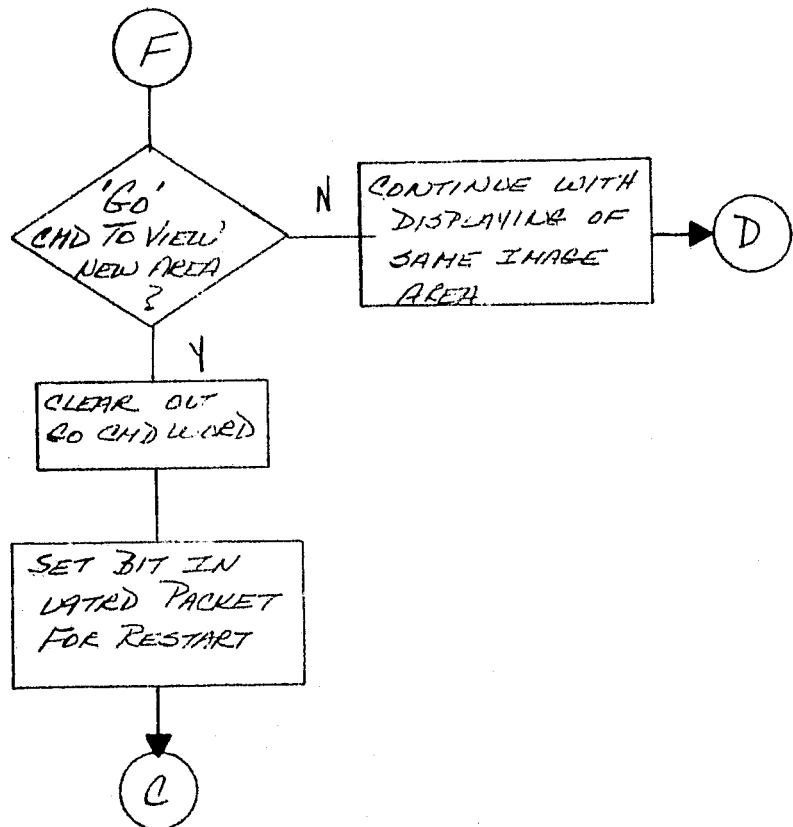 F
'GO'
CMD TO VIEW
NEW AREA
?
N
CONTINUE WITH
DISPLAYING OF
SAME IMAGE
AREA
D
Y
CLEAR OUT
GO CMD WORD
SET BIT IN
VATRD PACKET
FOR RESTART
C